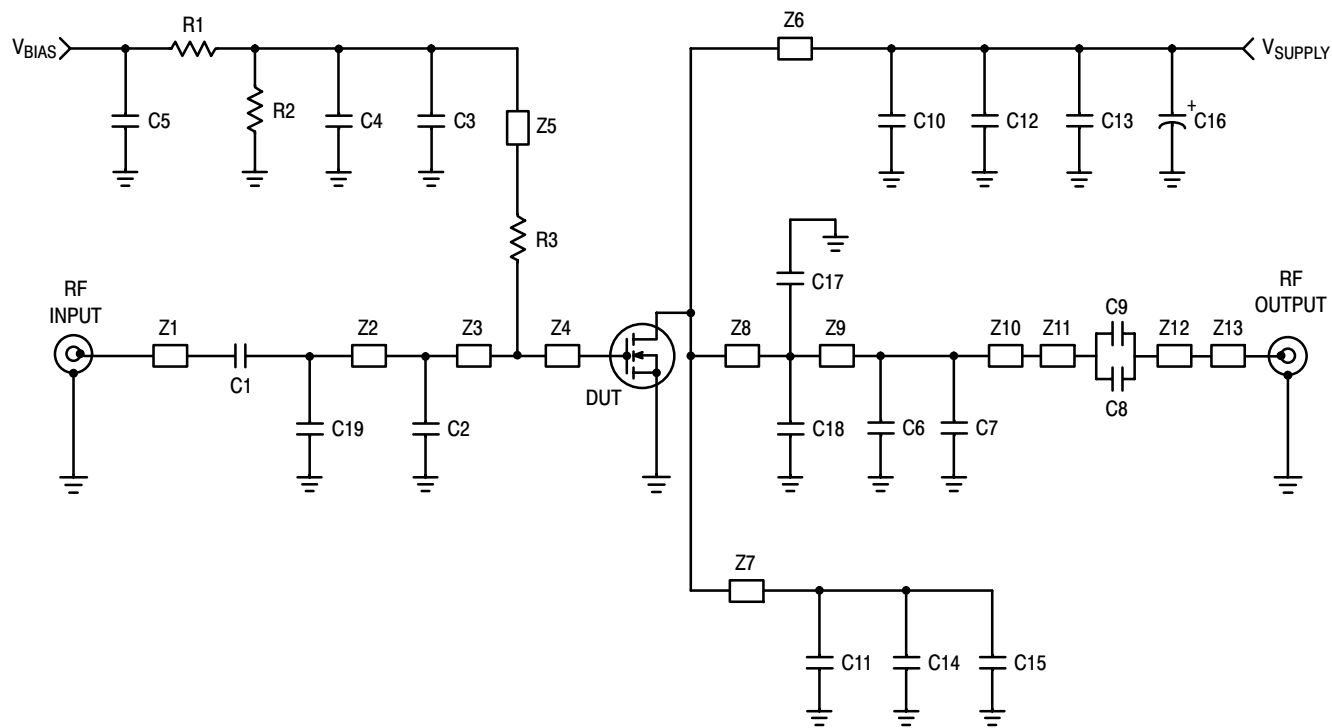 R1
Z6
VBIAS
VSUPPLY
C5
R2
C4
C3
Z5
C10
C12
C13
+
C16
R3
C17
RF
INPUT
RF
OUTPUT
Z1
Z2
Z3
Z4
Z8
Z9
Z10
Z11
C9
Z12
Z13
C1
DUT
C8
C19
C2
C18
C6
C7
Z7
C11
C14
C15